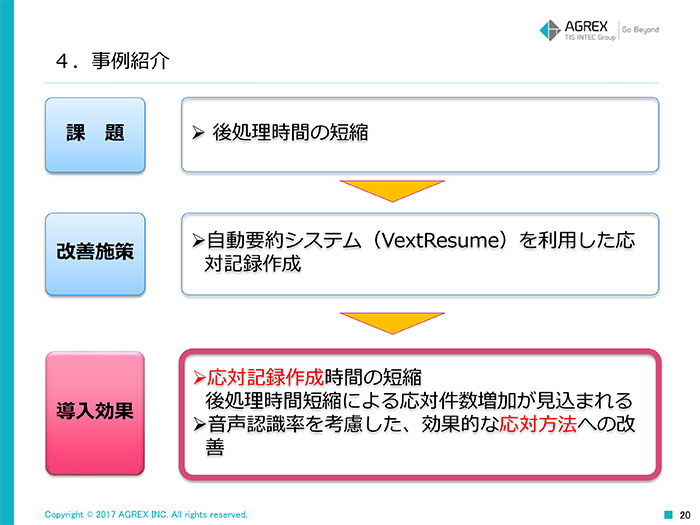 AGREX
TIS INTEC Group
Go Beyond
４．事例紹介
課　題
➢ 後処理時間の短縮
改善施策
➢自動要約システム（VextResume）を利用した応
対記録作成
導入効果
➢応対記録作成時間の短縮
後処理時間短縮による応対件数増加が見込まれる
➢音声認識率を考慮した、効果的な応対方法への改
善
Copyright © 2017 AGREX INC. All rights reserved.
20